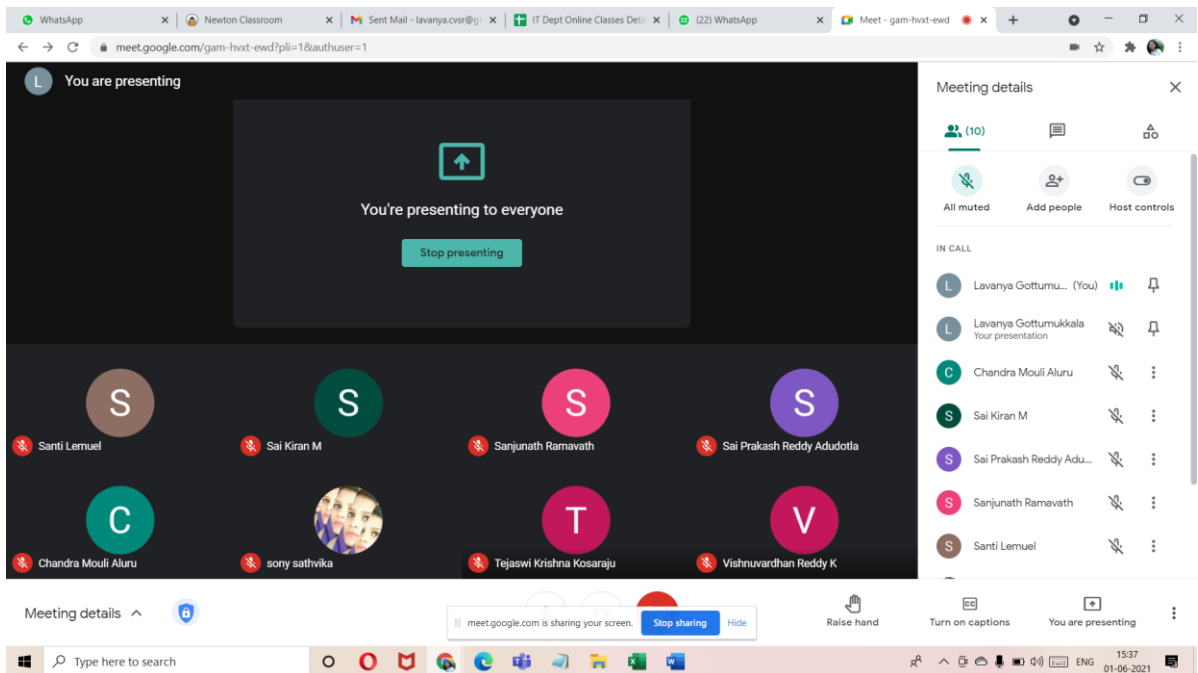 WhatsApp
Newton Classroom
Sent Mail - lavanya.cvsr@g
IT Dept Online Classes Deta
(22) WhatsApp
Meet - gam-hvxt-ewd
meet.google.com/gam-hvxt-ewd?pli=1&authuser=1
L
You are presenting
You're presenting to everyone
Stop presenting
S
Santi Lemuel
S
Sai Kiran M
S
Sanjunath Ramavath
S
Sai Prakash Reddy Adudotla
C
Chandra Mouli Aluru
sony sathvika
T
Tejaswi Krishna Kosaraju
V
Vishnuvardhan Reddy K
Meeting details
(10)
All muted
Add people
Host controls
IN CALL
L
Lavanya Gottumu... (You)
L
Lavanya Gottumukkala
Your presentation
C
Chandra Mouli Aluru
S
Sai Kiran M
S
Sai Prakash Reddy Adu...
S
Sanjunath Ramavath
S
Santi Lemuel
Meeting details
meet.google.com is sharing your screen.
Stop sharing
Hide
Raise hand
CC
Turn on captions
You are presenting
Type here to search
ENG
15:37
01-06-2021